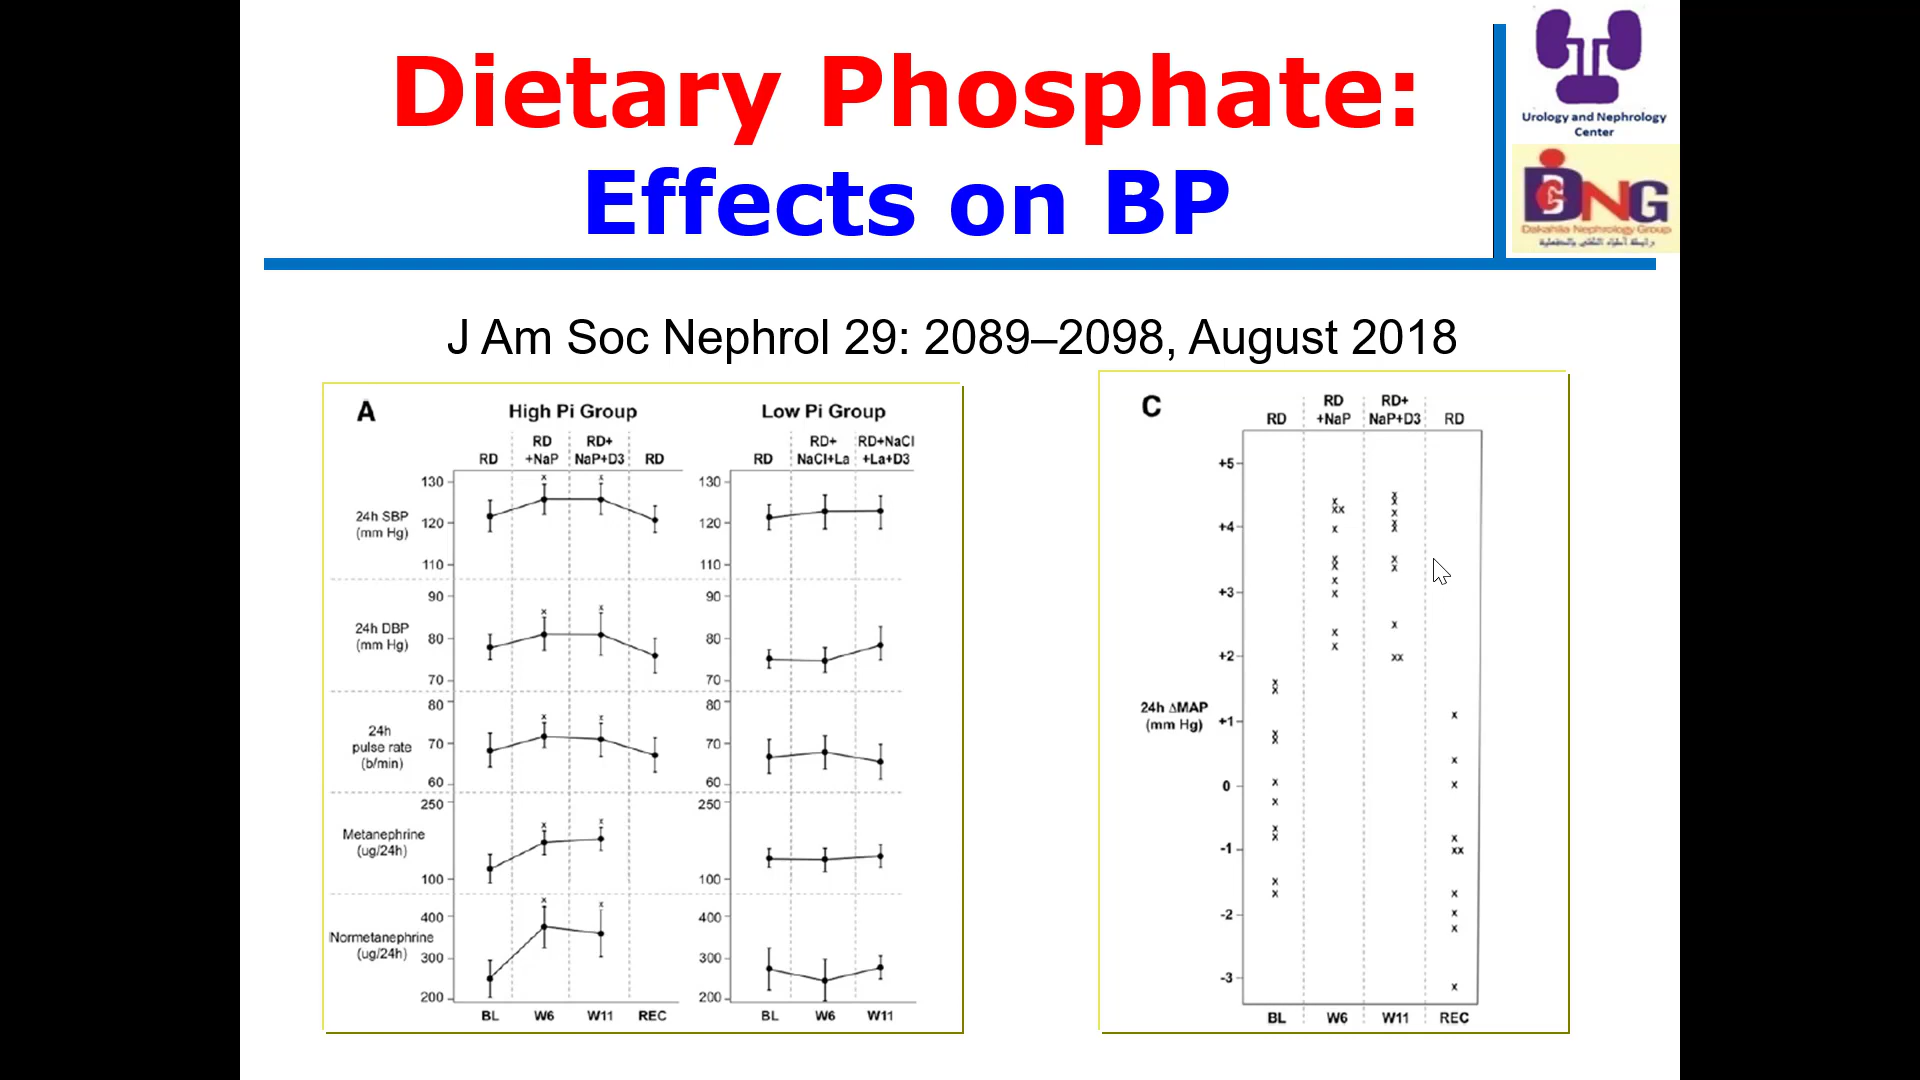 Dietary Phosphate:
Effects on BP
Urology and Nephrology
Center
DNG
Dakahlia Nephrology Group
J Am Soc Nephrol 29: 2089–2098, August 2018
A
High Pi Group
Low Pi Group
RD
RD
+NaP
RD+
NaP+D3
RD
RD
RD+
NaCl+La
RD+NaCl
+La+D3
24h SBP
(mm Hg)
130
120
110
130
120
110
24h DBP
(mm Hg)
90
80
70
90
80
70
24h
pulse rate
(b/min)
80
70
60
80
70
60
Metanephrine
(ug/24h)
250
100
250
100
Normetanephrine
(ug/24h)
400
300
200
400
300
200
BL W6 W11 REC
BL W6 W11
C
RD
RD
+NaP
RD+
NaP+D3
RD
24h ΔMAP
(mm Hg)
+5
+4
+3
+2
+1
0
-1
-2
-3
BL W6 W11 REC